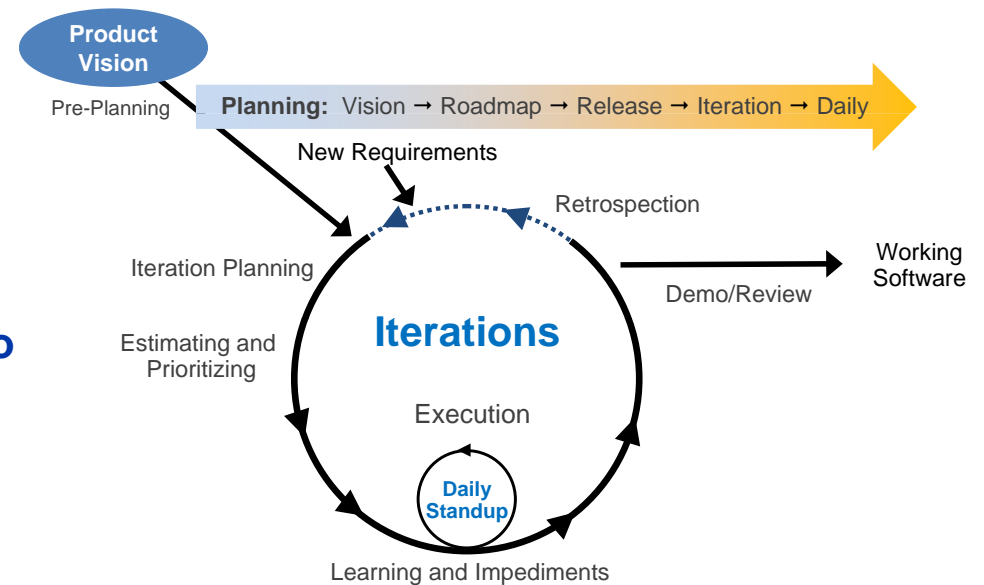 Product
Vision
Pre-Planning
Planning: Vision → Roadmap → Release → Iteration → Daily
New Requirements
Retrospection
Iteration Planning
Working
Software
Demo/Review
Iterations
Estimating and
Prioritizing
Execution
Daily
Standup
Learning and Impediments